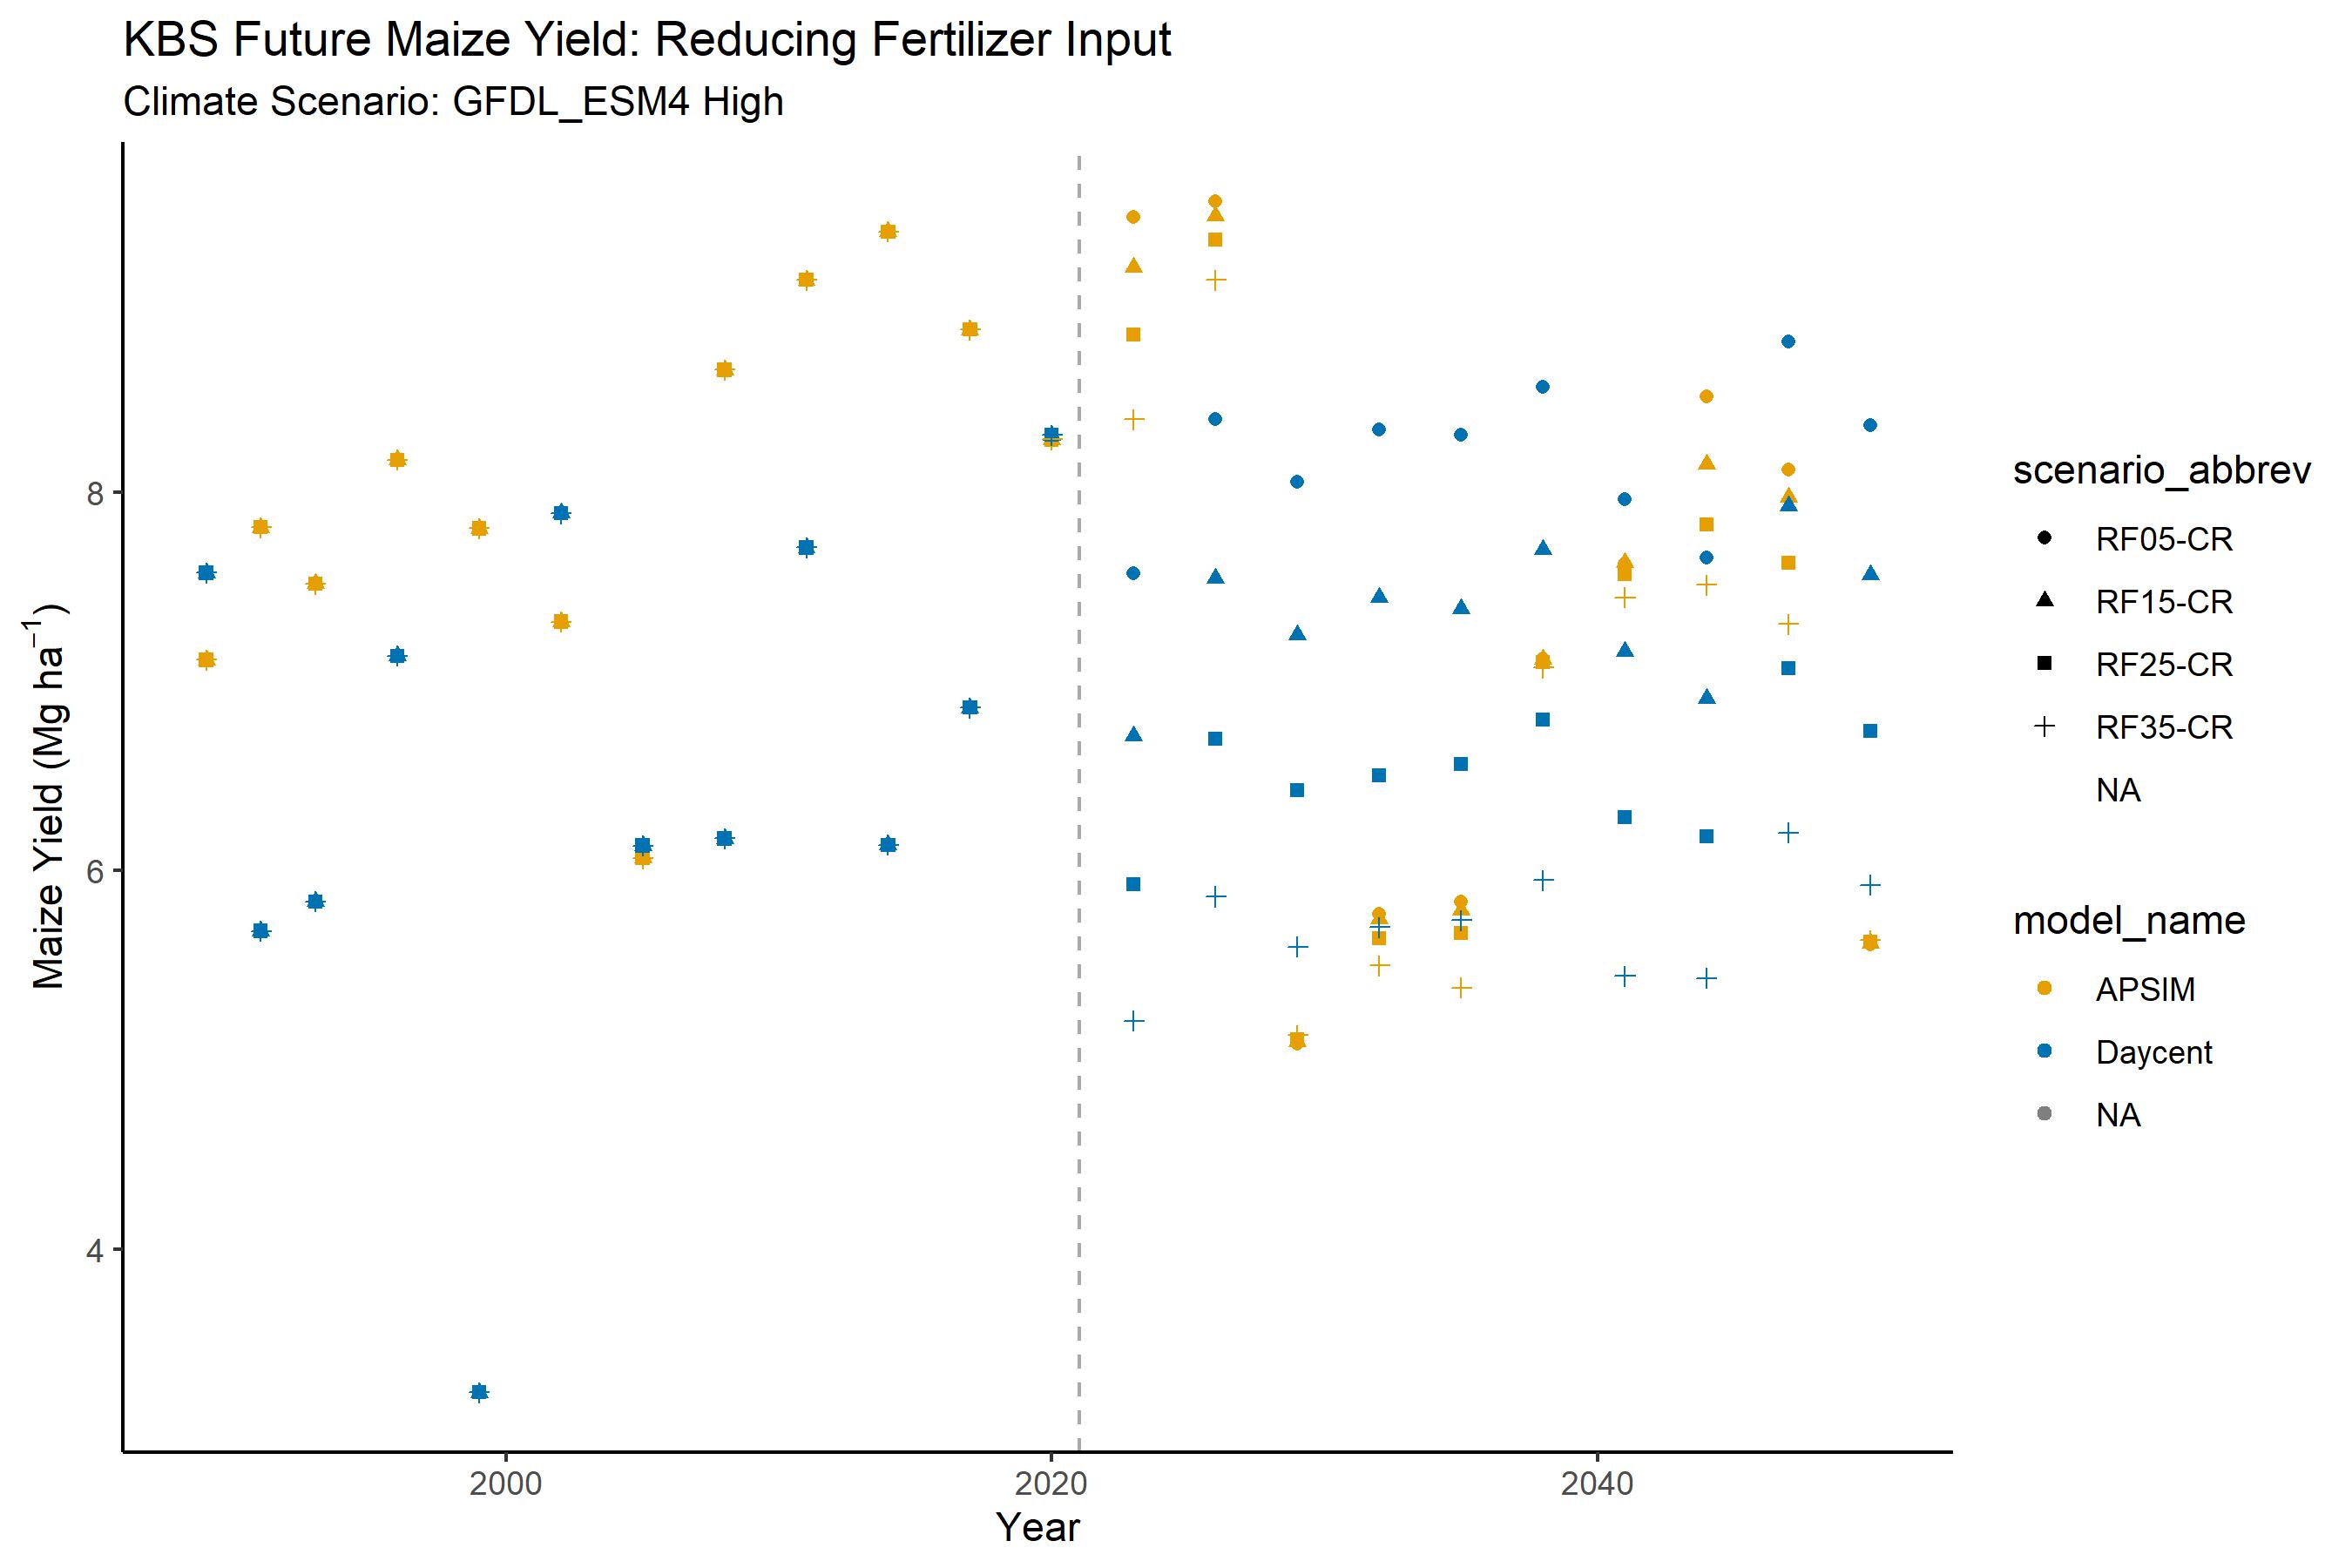 KBS Future Maize Yield: Reducing Fertilizer Input
Climate Scenario: GFDL_ESM4 High
Maize Yield (Mg ha⁻¹)
8
6
4
2000
2020
2040
Year
scenario_abbrev
RF05-CR
RF15-CR
RF25-CR
RF35-CR
NA
model_name
APSIM
Daycent
NA